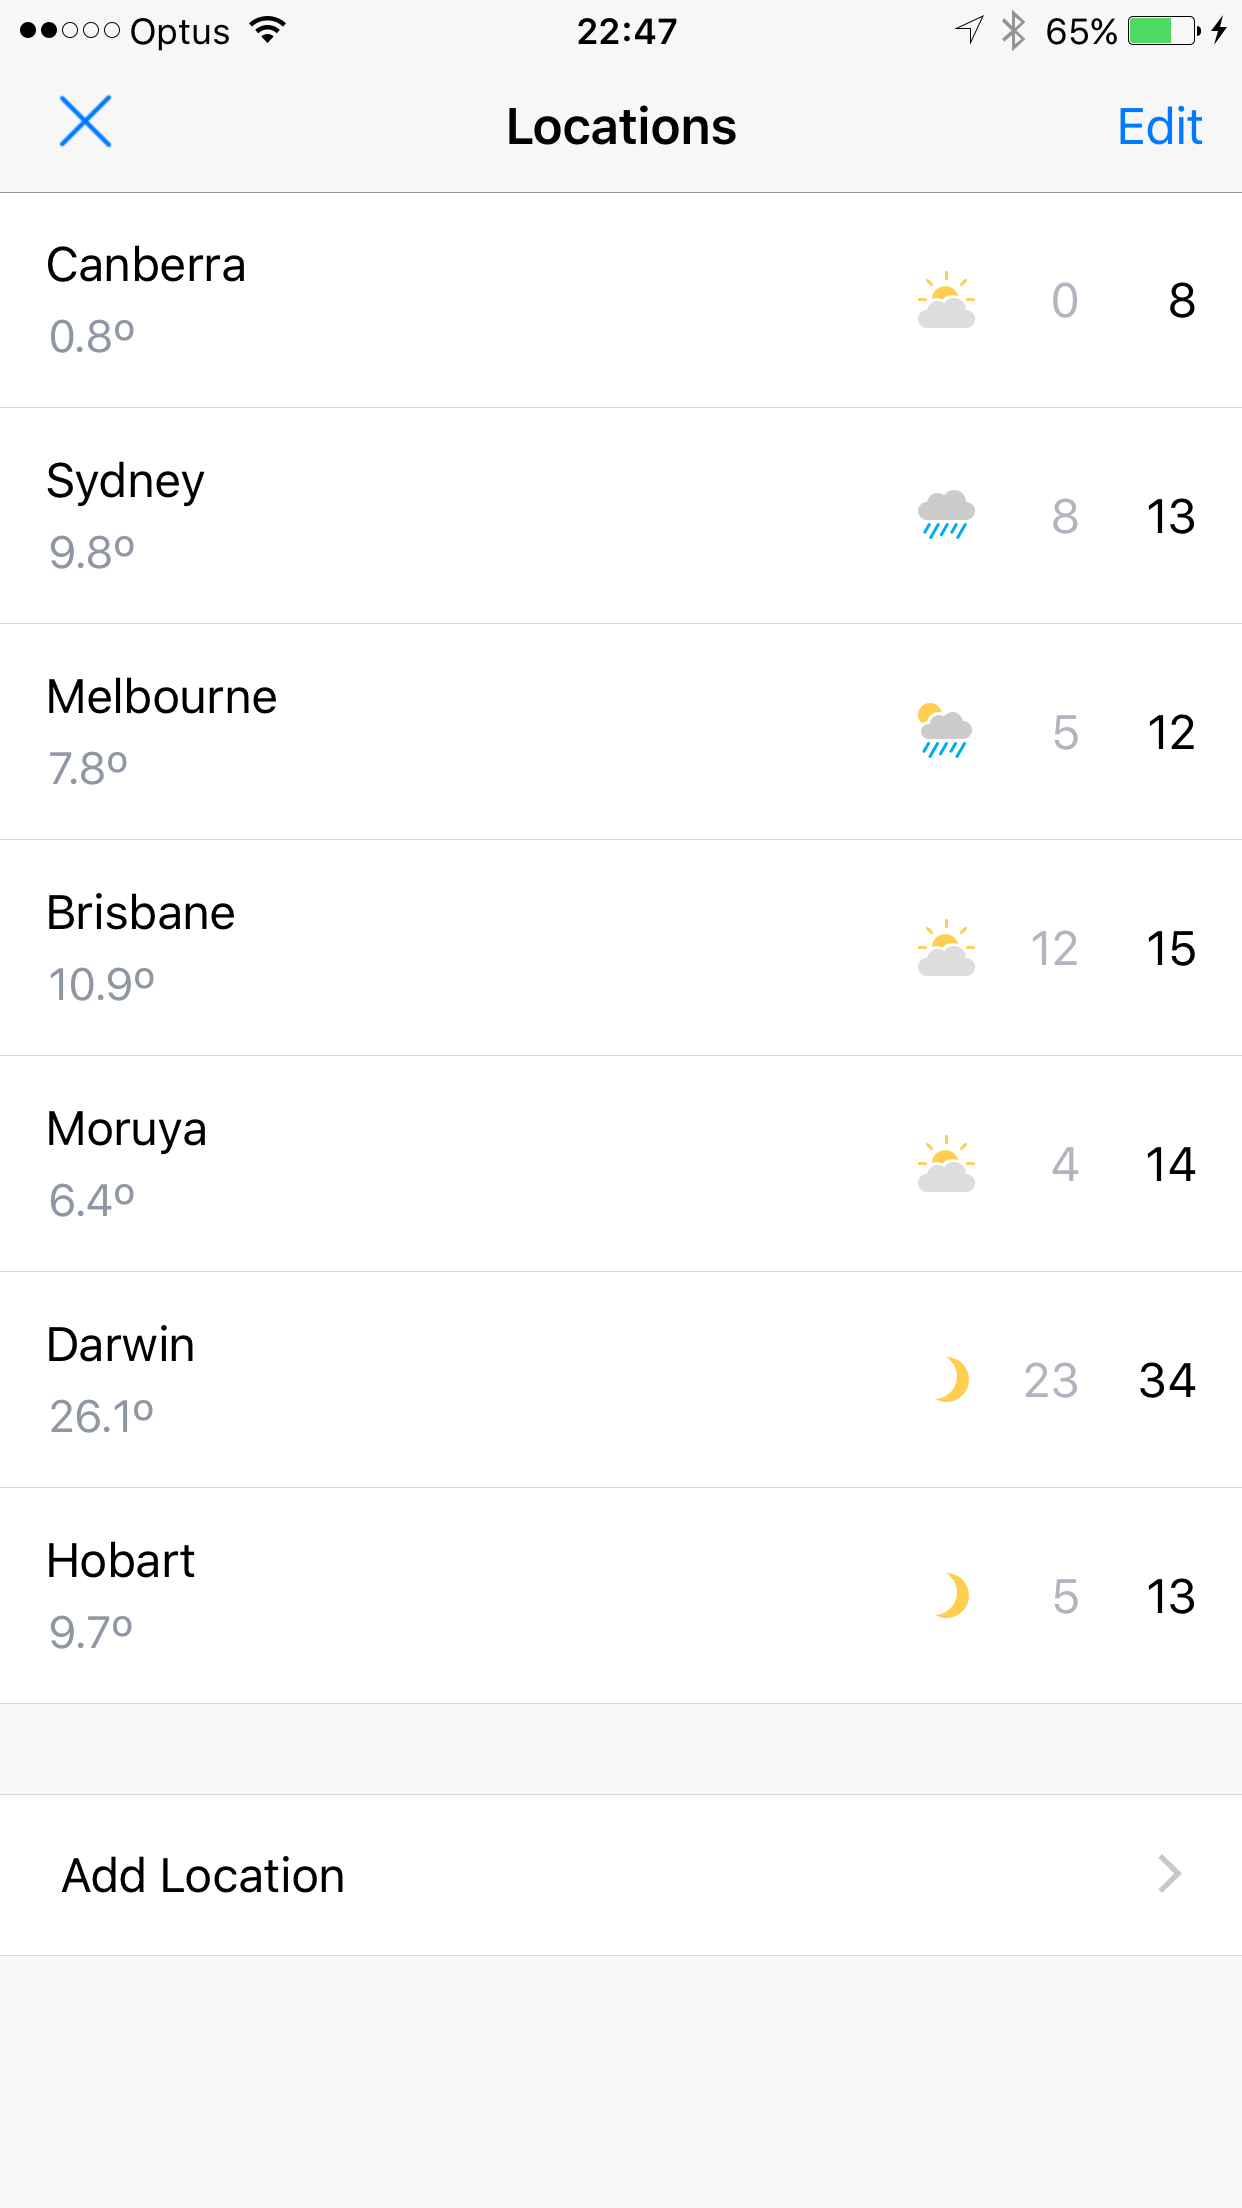 Optus 22:47 65%
Locations Edit
Canberra
0.8º 0 8
Sydney
9.8º 8 13
Melbourne
7.8º 5 12
Brisbane
10.9º 12 15
Moruya
6.4º 4 14
Darwin
26.1º 23 34
Hobart
9.7º 5 13
Add Location